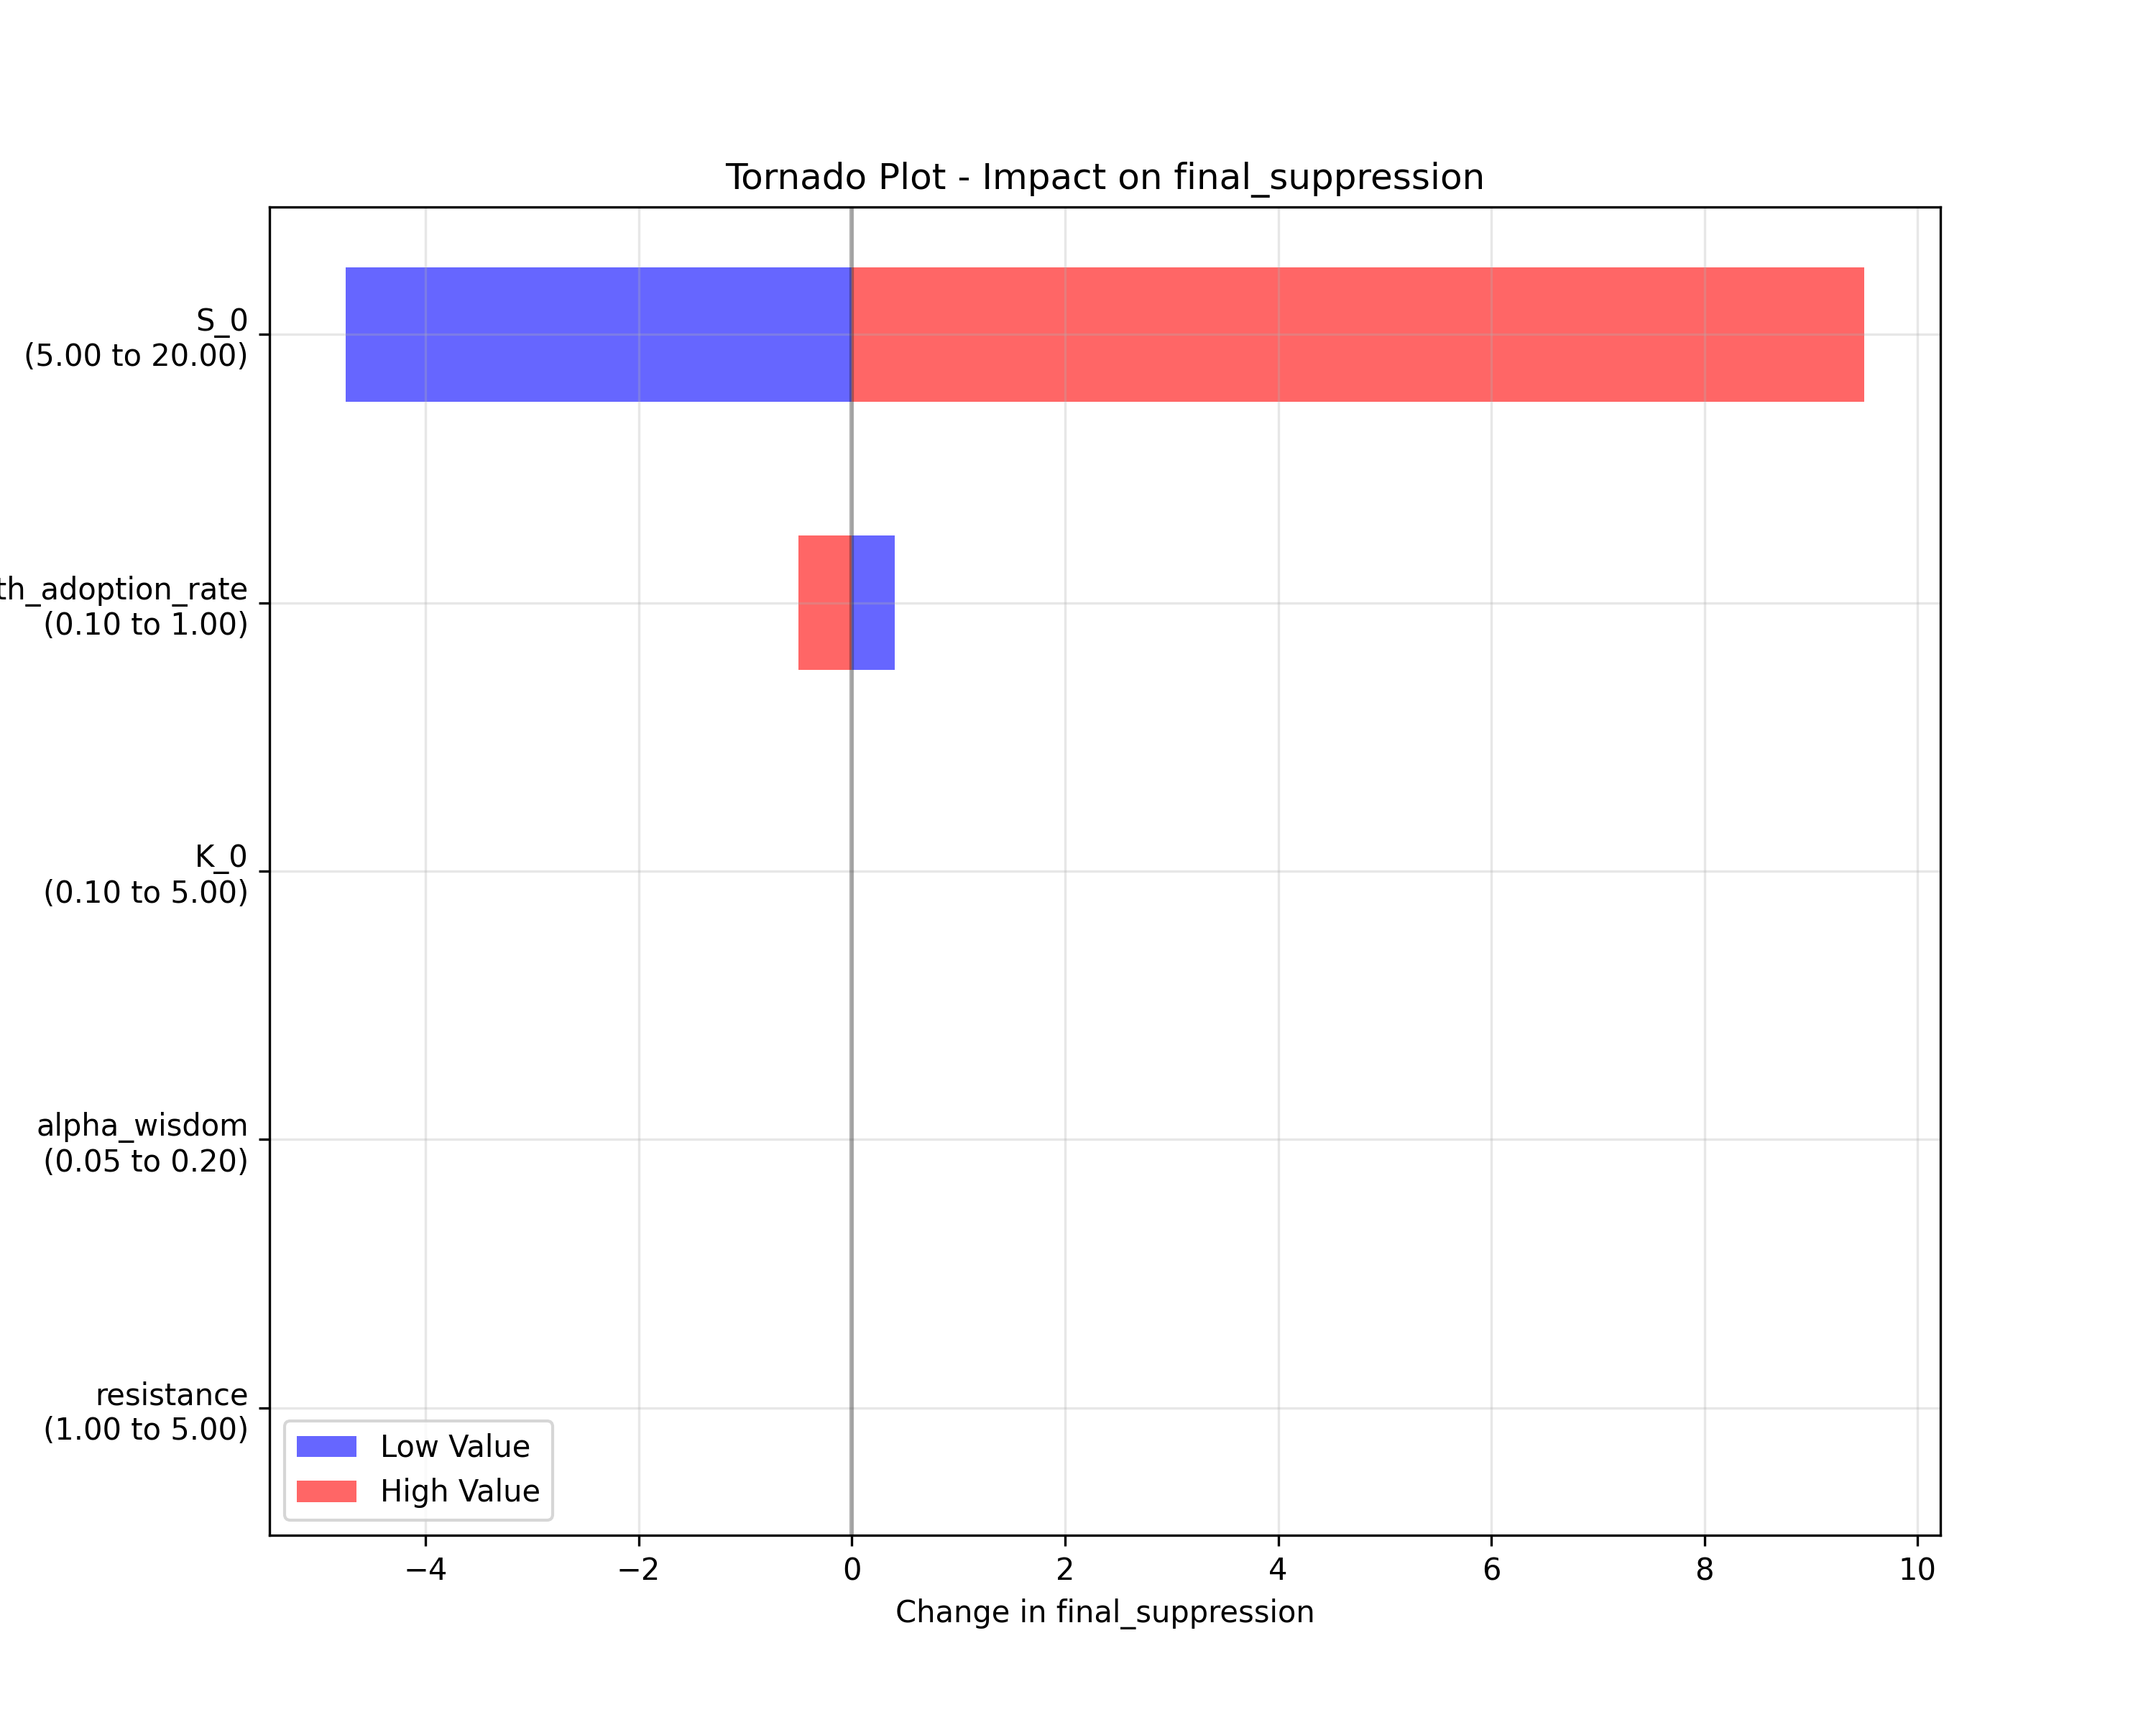 Tornado Plot - Impact on final_suppression
S_0
(5.00 to 20.00)
th_adoption_rate
(0.10 to 1.00)
K_0
(0.10 to 5.00)
alpha_wisdom
(0.05 to 0.20)
resistance
(1.00 to 5.00)
Low Value
High Value
−4 −2 0 2 4 6 8 10
Change in final_suppression